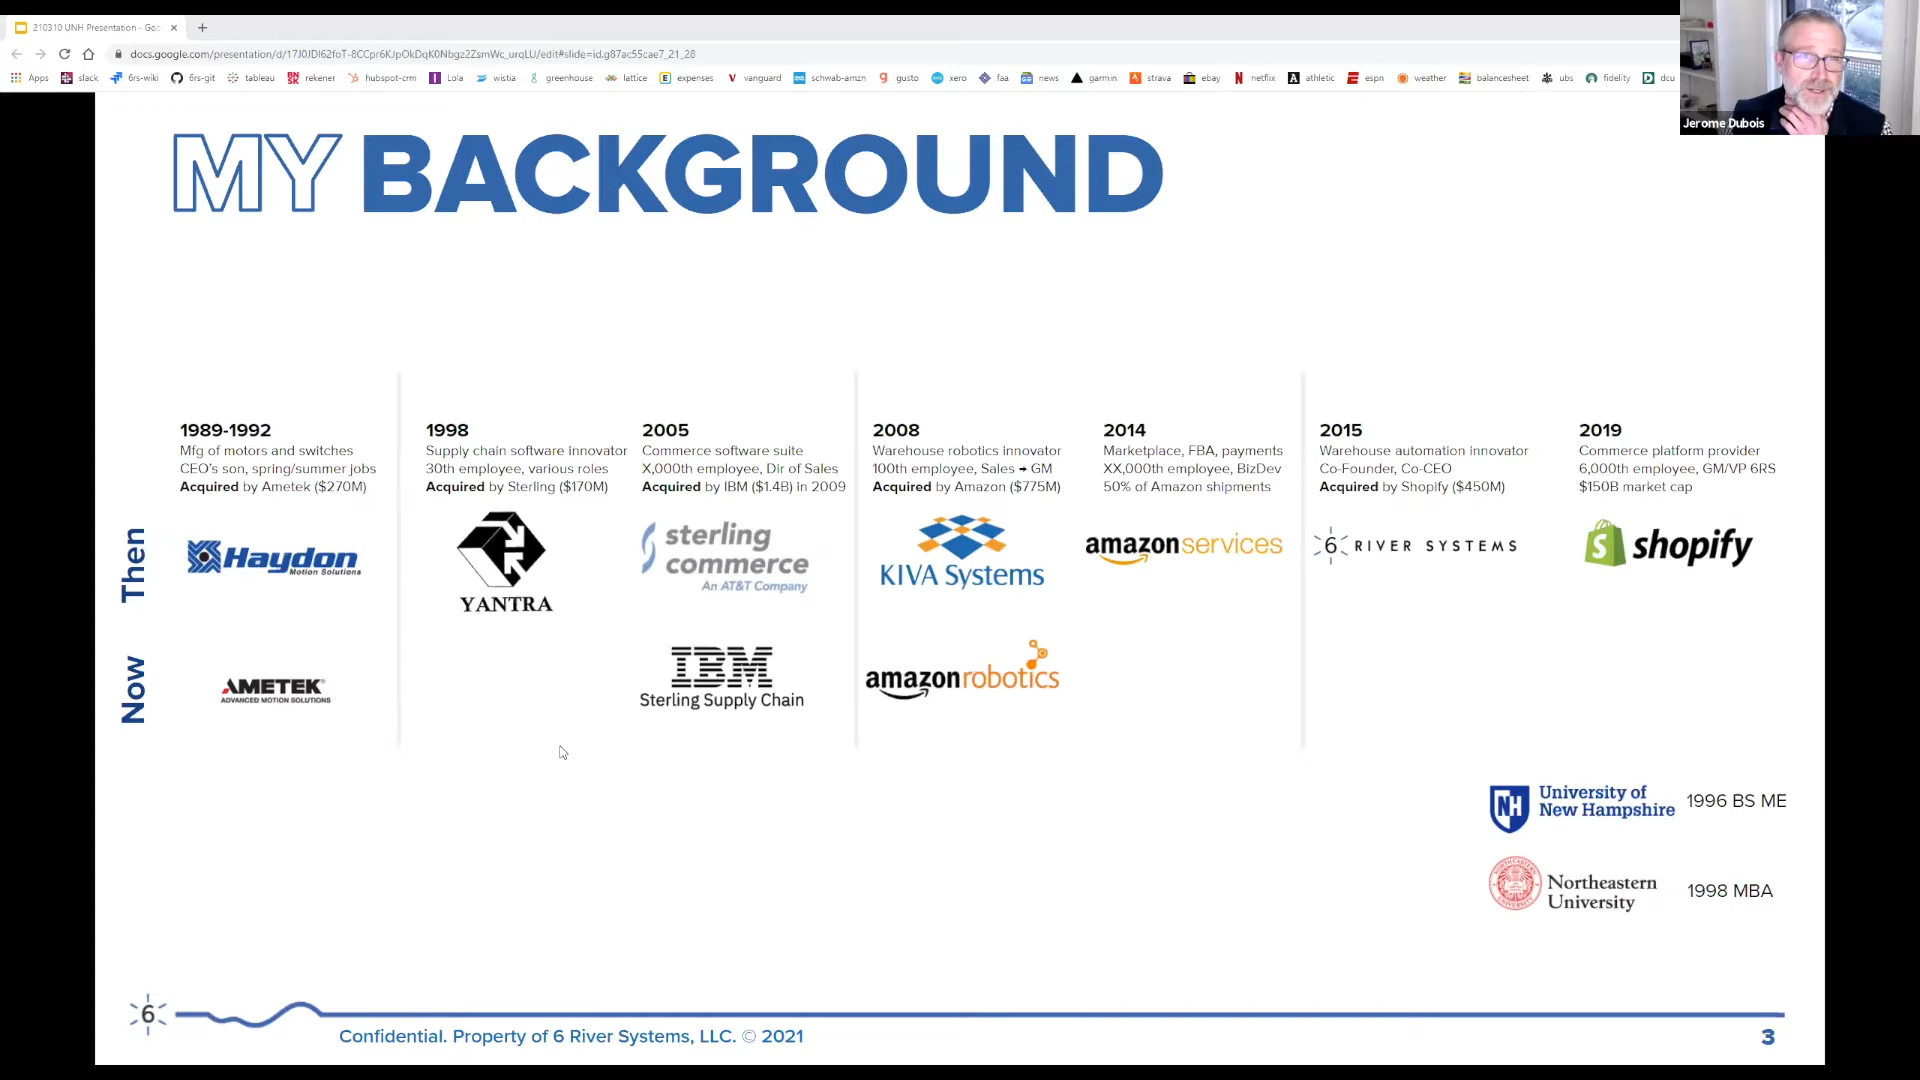 210310 UNH Presentation - Goo
docs.google.com/presentation/d/17J0JDl62foT-8CCpr6KJpOkDqK0Nbgz2ZsmWc_urqLU/edit#slide=id.g87ac55cae7_21_28
Apps slack 6rs-wiki 6rs-git tableau rekener hubspot-crm Lola wistia greenhouse lattice expenses vanguard schwab-amzn gusto xero faa news garmin strava ebay netflix athletic espn weather balancesheet ubs fidelity dcu
Jerome Dubois
MY BACKGROUND
1989-1992
Mfg of motors and switches
CEO's son, spring/summer jobs
Acquired by Ametek ($270M)
1998
Supply chain software innovator
30th employee, various roles
Acquired by Sterling ($170M)
2005
Commerce software suite
X,000th employee, Dir of Sales
Acquired by IBM ($1.4B) in 2009
2008
Warehouse robotics innovator
100th employee, Sales → GM
Acquired by Amazon ($775M)
2014
Marketplace, FBA, payments
XX,000th employee, BizDev
50% of Amazon shipments
2015
Warehouse automation innovator
Co-Founder, Co-CEO
Acquired by Shopify ($450M)
2019
Commerce platform provider
6,000th employee, GM/VP 6RS
$150B market cap
Then
Haydon
Motion Solutions
YANTRA
sterling
commerce
An AT&T Company
KIVA Systems
amazonservices
6 RIVER SYSTEMS
shopify
Now
AMETEK
ADVANCED MOTION SOLUTIONS
IBM
Sterling Supply Chain
amazonrobotics
NH
University of
New Hampshire
1996 BS ME
Northeastern
University
1998 MBA
6
Confidential. Property of 6 River Systems, LLC. © 2021
3